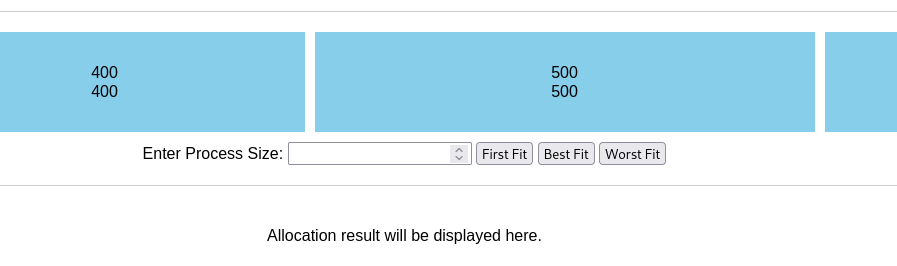 400
400
500
500
Enter Process Size: First Fit Best Fit Worst Fit
Allocation result will be displayed here.